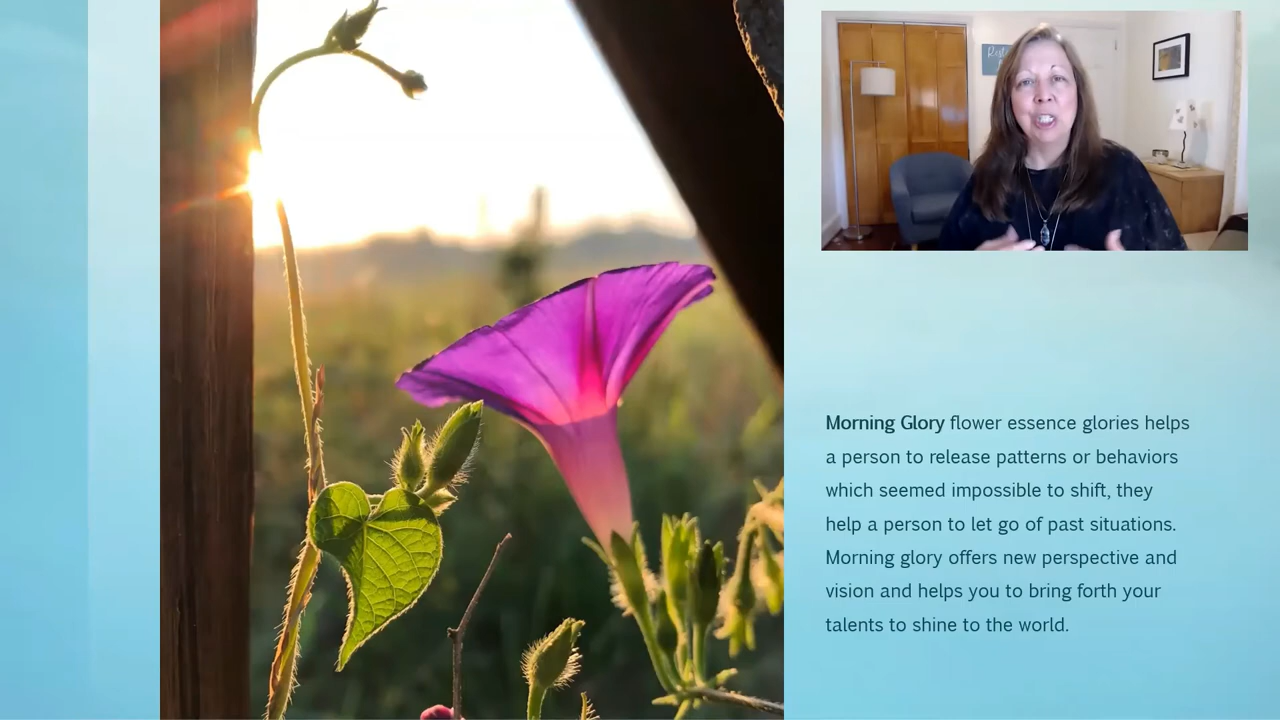 Morning Glory flower essence glories helps
a person to release patterns or behaviors
which seemed impossible to shift, they
help a person to let go of past situations.
Morning glory offers new perspective and
vision and helps you to bring forth your
talents to shine to the world.